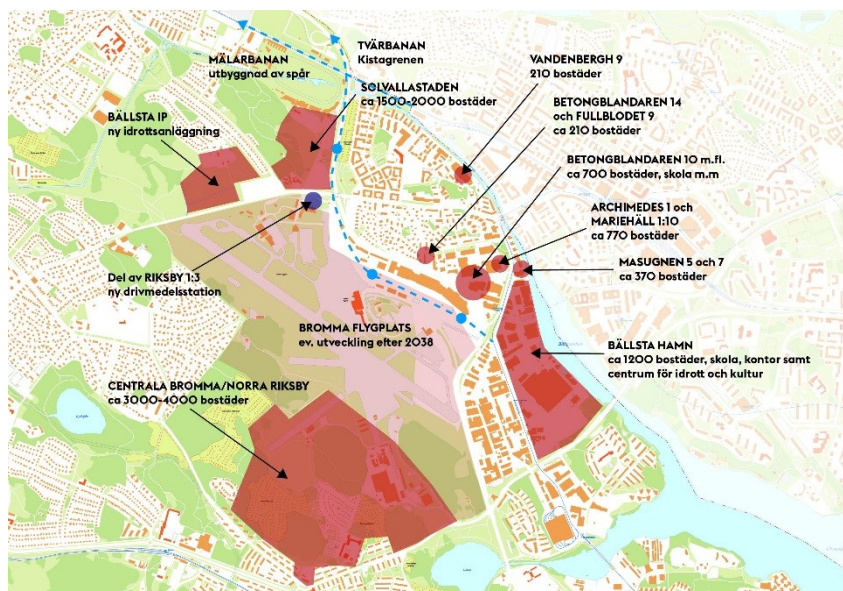 MÄLARBANAN
utbyggnad av spår
TVÄRBANAN
Kistagrenen
VANDENBERGH 9
210 bostäder
SOLVALLASTADEN
ca 1500-2000 bostäder
BÄLLSTA IP
ny idrottsanläggning
BETONGBLANDAREN 14
och FULLBLODET 9
ca 210 bostäder
BETONGBLANDAREN 10 m.fl.
ca 700 bostäder, skola m.m
ARCHIMEDES 1 och
MARIEHÄLL 1:10
ca 770 bostäder
MASUGNEN 5 och 7
ca 370 bostäder
Del av RIKSBY 1:3
ny drivmedelsstation
BROMMA FLYGPLATS
ev. utveckling efter 2038
BÄLLSTA HAMN
ca 1200 bostäder, skola, kontor samt
centrum för idrott och kultur
CENTRALA BROMMA/NORRA RIKSBY
ca 3000-4000 bostäder